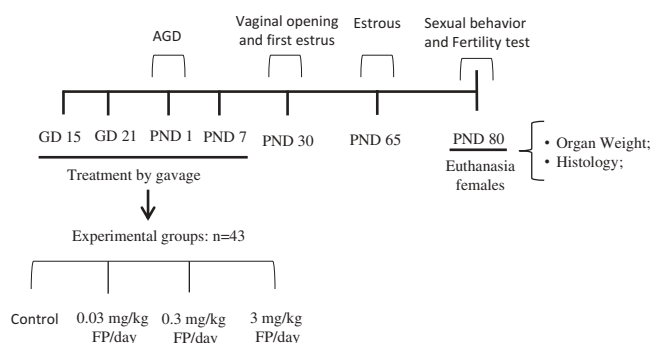 AGD
Vaginal opening
and first estrus
Estrous
Sexual behavior
and Fertility test
GD 15
GD 21
PND 1
PND 7
PND 30
PND 65
PND 80
Treatment by gavage
Euthanasia
females
• Organ Weight;
• Histology;
Experimental groups: n=43
Control
0.03 mg/kg
FP/day
0.3 mg/kg
FP/day
3 mg/kg
FP/day